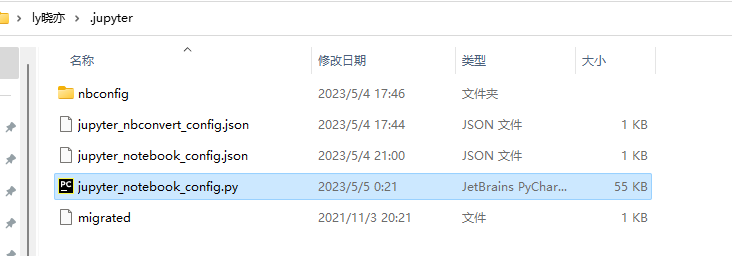 ly晓亦 > .jupyter
名称 修改日期 类型 大小
nbconfig 2023/5/4 17:46 文件夹
jupyter_nbconvert_config.json 2023/5/4 17:44 JSON 文件 1 KB
jupyter_notebook_config.json 2023/5/4 21:00 JSON 文件 1 KB
PC jupyter_notebook_config.py 2023/5/5 0:21 JetBrains PyChar... 55 KB
migrated 2021/11/3 20:21 文件 1 KB